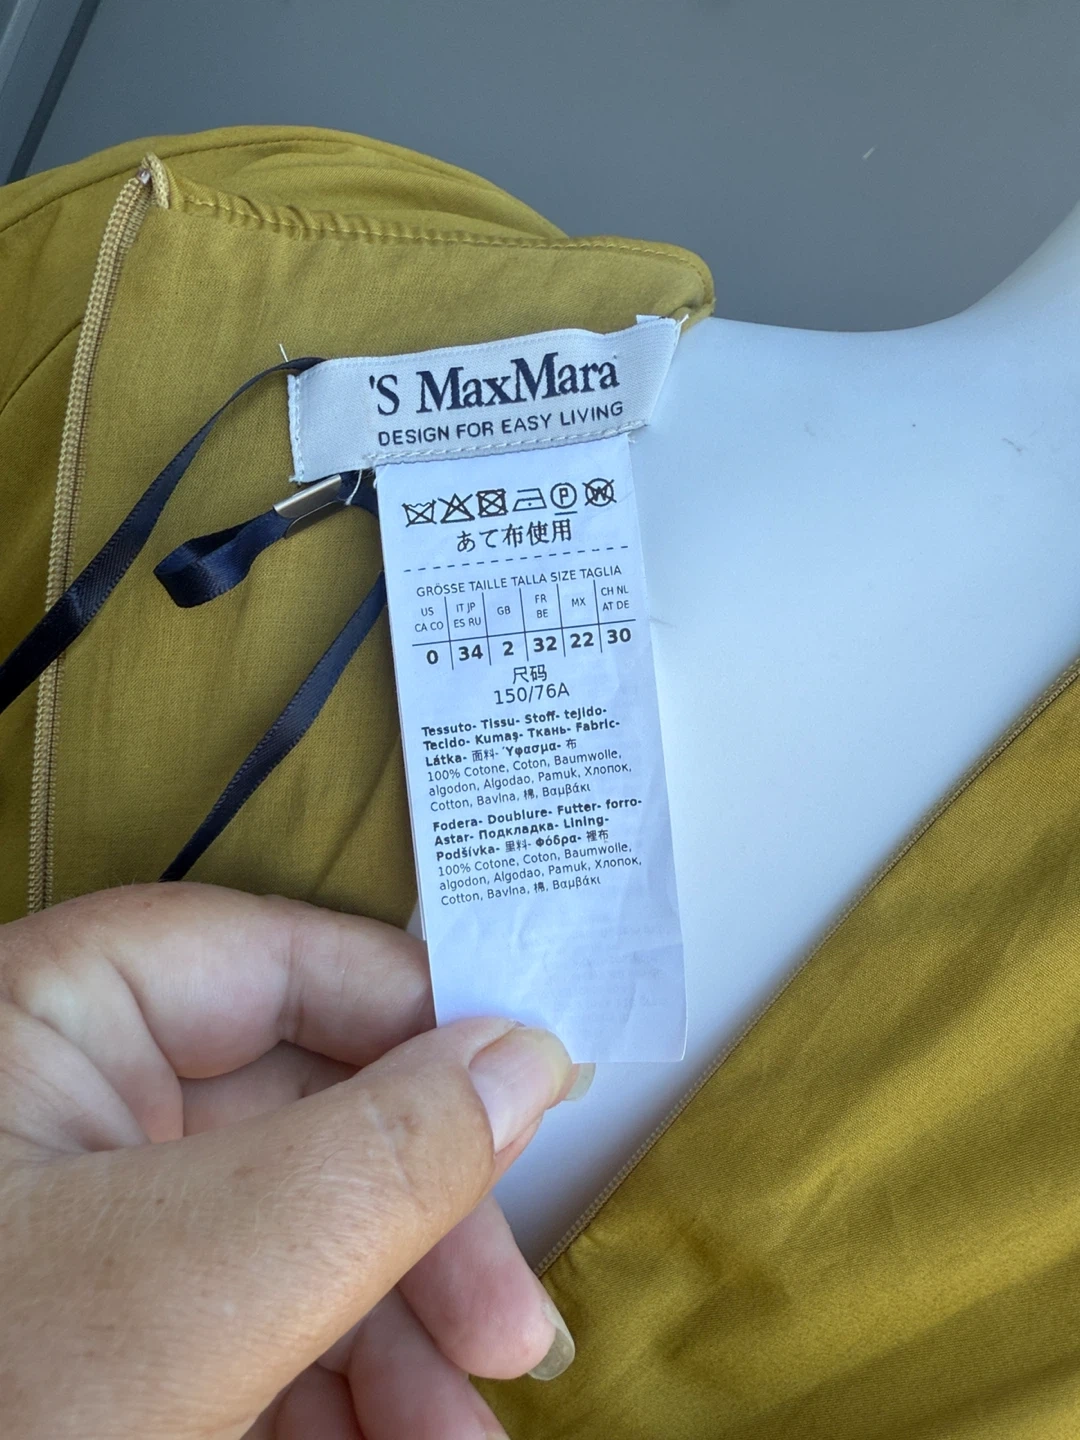 'S MaxMara
DESIGN FOR EASY LIVING
P W
あて布使用
GRÖSSE TAILLE TALLA SIZE TAGLIA
US CA CO IT JP ES RU GB FR BE MX CH NL AT DE
0 34 2 32 22 30
尺码
150/76A
Tessuto- Tissu- Stoff- tejido-
Tecido- Kumaş- Ткань- Fabric-
Látka- 面料- Ύφασμα- 布
100% Cotone, Coton, Baumwolle,
algodon, Algodao, Pamuk, Хлопок,
Cotton, Bavlna, 棉, Βαμβάκι
Fodera- Doublure- Futter- forro-
Astar- Подкладка- Lining-
Podšívka- 里料- Φόδρα- 裡布
100% Cotone, Coton, Baumwolle,
algodon, Algodao, Pamuk, Хлопок,
Cotton, Bavlna, 棉, Βαμβάκι